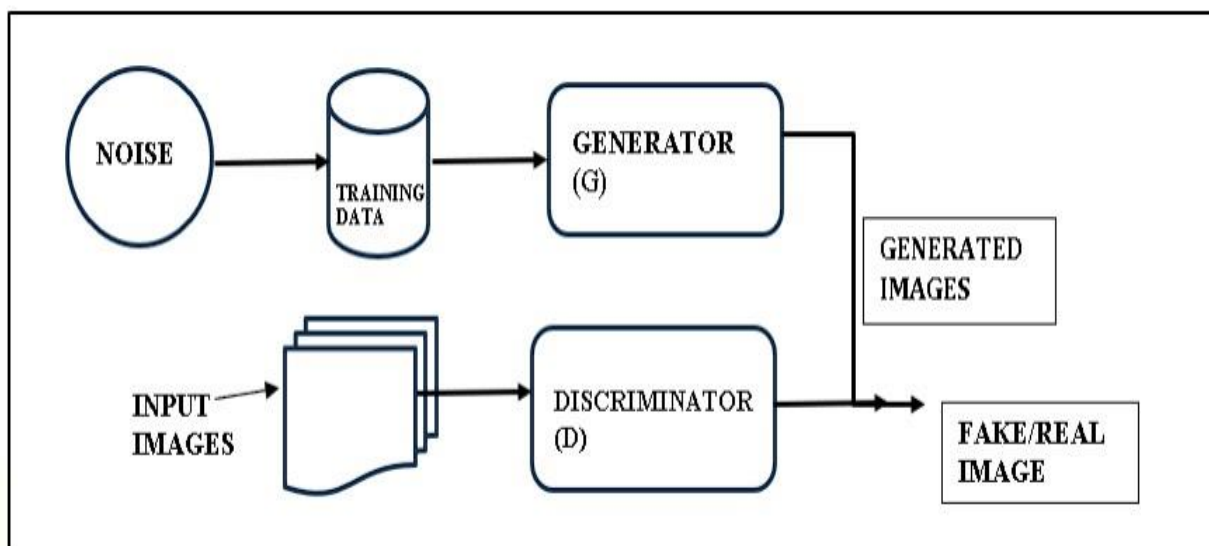 NOISE
TRAINING
DATA
GENERATOR
(G)
GENERATED
IMAGES
INPUT
IMAGES
DISCRIMINATOR
(D)
FAKE/REAL
IMAGE